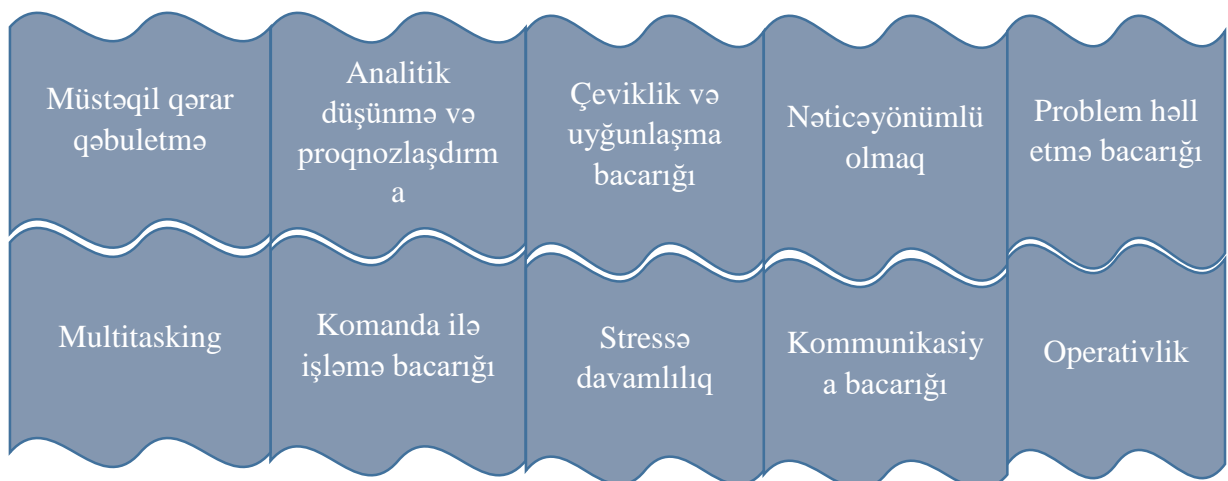 Müstəqil qərar
qəbuletmə
Analitik
düşünmə və
proqnozlaşdırm
a
Çeviklik və
uyğunlaşma
bacarığı
Nəticəyönümlü
olmaq
Problem həll
etmə bacarığı
Multitasking
Komanda ilə
işləmə bacarığı
Stressə
davamlılıq
Kommunikasiy
a bacarığı
Operativlik